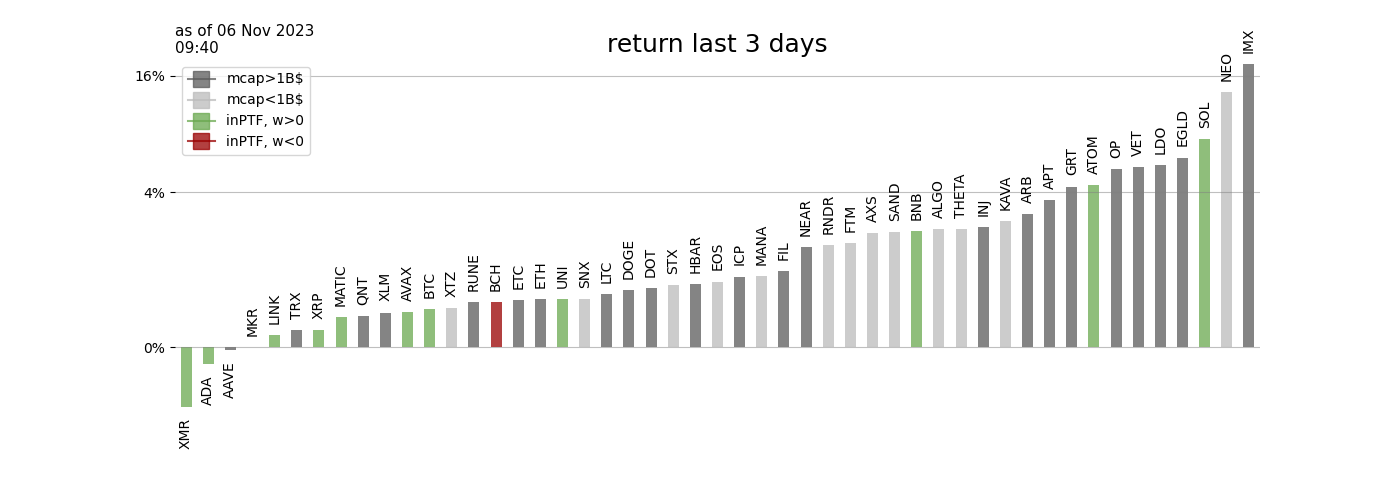 as of 06 Nov 2023
09:40
return last 3 days
mcap>1B$
mcap<1B$
inPTF, w>0
inPTF, w<0
16%
4%
0%
XMR
ADA
AAVE
MKR
LINK
TRX
XRP
MATIC
QNT
XLM
AVAX
BTC
XTZ
RUNE
BCH
ETC
ETH
UNI
SNX
LTC
DOGE
DOT
STX
HBAR
EOS
ICP
MANA
FIL
NEAR
RNDR
FTM
AXS
SAND
BNB
ALGO
THETA
INJ
KAVA
ARB
APT
GRT
ATOM
OP
VET
LDO
EGLD
SOL
NEO
IMX